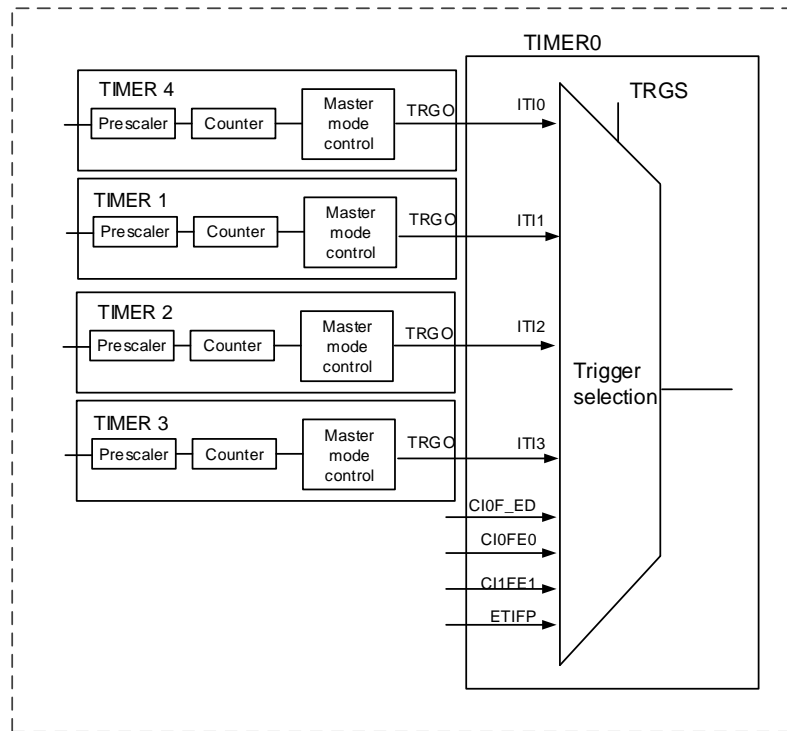 TIMER0
TIMER 4
Prescaler
Counter
Master
mode
control
TRGO
ITI0
TRGS
TIMER 1
Prescaler
Counter
Master
mode
control
TRGO
ITI1
TIMER 2
Prescaler
Counter
Master
mode
control
TRGO
ITI2
Trigger
selection
TIMER 3
Prescaler
Counter
Master
mode
control
TRGO
ITI3
CI0F_ED
CI0FE0
CI1FE1
ETIFP